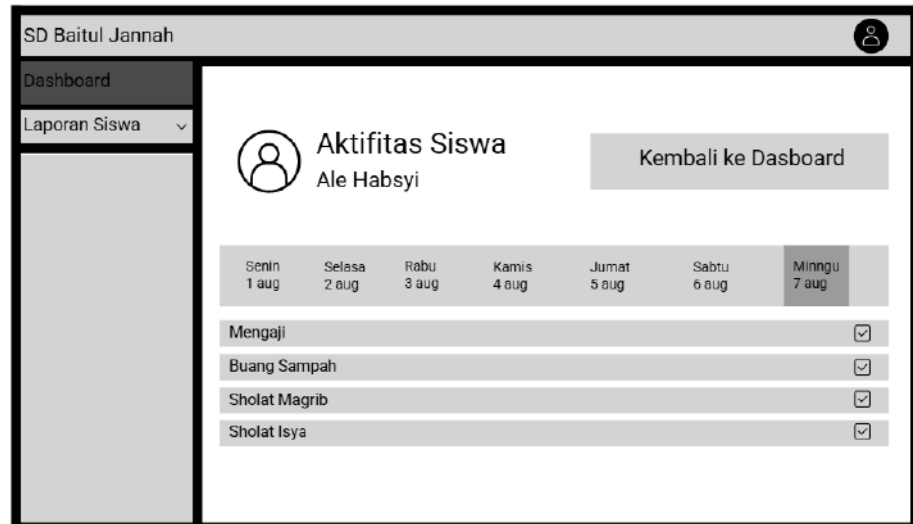 SD Baitul Jannah
Dashboard
Laporan Siswa
Aktifitas Siswa
Ale Habsyi
Kembali ke Dasboard
Senin Selasa Rabu Kamis Jumat Sabtu Minngu
1 aug 2 aug 3 aug 4 aug 5 aug 6 aug 7 aug
Mengaji
Buang Sampah
Sholat Magrib
Sholat Isya